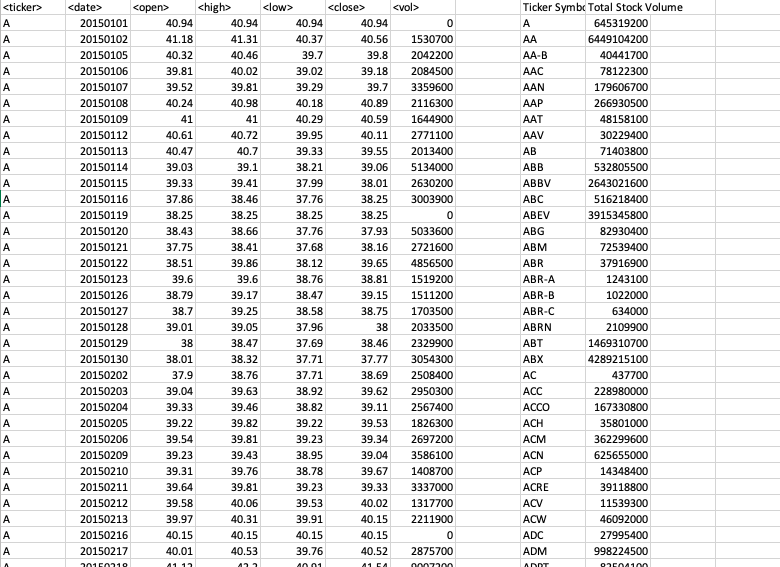 <ticker> <date> <open> <high> <low> <close> <vol> Ticker Symbo Total Stock Volume
A 20150101 40.94 40.94 40.94 40.94 0 A 645319200
A 20150102 41.18 41.31 40.37 40.56 1530700 AA 6449104200
A 20150105 40.32 40.46 39.7 39.8 2042200 AA-B 40441700
A 20150106 39.81 40.02 39.02 39.18 2084500 AAC 78122300
A 20150107 39.52 39.81 39.29 39.7 3359600 AAN 179606700
A 20150108 40.24 40.98 40.18 40.89 2116300 AAP 266930500
A 20150109 41 41 40.29 40.59 1644900 AAT 48158100
A 20150112 40.61 40.72 39.95 40.11 2771100 AAV 30229400
A 20150113 40.47 40.7 39.33 39.55 2013400 AB 71403800
A 20150114 39.03 39.1 38.21 39.06 5134000 ABB 532805500
A 20150115 39.33 39.41 37.99 38.01 2630200 ABBV 2643021600
A 20150116 37.86 38.46 37.76 38.25 3003900 ABC 516218400
A 20150119 38.25 38.25 38.25 38.25 0 ABEV 3915345800
A 20150120 38.43 38.66 37.76 37.93 5033600 ABG 82930400
A 20150121 37.75 38.41 37.68 38.16 2721600 ABM 72539400
A 20150122 38.51 39.86 38.12 39.65 4856500 ABR 37916900
A 20150123 39.6 39.6 38.76 38.81 1519200 ABR-A 1243100
A 20150126 38.79 39.17 38.47 39.15 1511200 ABR-B 1022000
A 20150127 38.7 39.25 38.58 38.75 1703500 ABR-C 634000
A 20150128 39.01 39.05 37.96 38 2033500 ABRN 2109900
A 20150129 38 38.47 37.69 38.46 2329900 ABT 1469310700
A 20150130 38.01 38.32 37.71 37.77 3054300 ABX 4289215100
A 20150202 37.9 38.76 37.71 38.69 2508400 AC 437700
A 20150203 39.04 39.63 38.92 39.62 2950300 ACC 228980000
A 20150204 39.33 39.46 38.82 39.11 2567400 ACCO 167330800
A 20150205 39.22 39.82 39.22 39.53 1826300 ACH 35801000
A 20150206 39.54 39.81 39.23 39.34 2697200 ACM 362299600
A 20150209 39.23 39.43 38.95 39.04 3586100 ACN 625655000
A 20150210 39.31 39.76 38.78 39.67 1408700 ACP 14348400
A 20150211 39.64 39.81 39.23 39.33 3337000 ACRE 39118800
A 20150212 39.58 40.06 39.53 40.02 1317700 ACV 11539300
A 20150213 39.97 40.31 39.91 40.15 2211900 ACW 46092000
A 20150216 40.15 40.15 40.15 40.15 0 ADC 27995400
A 20150217 40.01 40.53 39.76 40.52 2875700 ADM 998224500